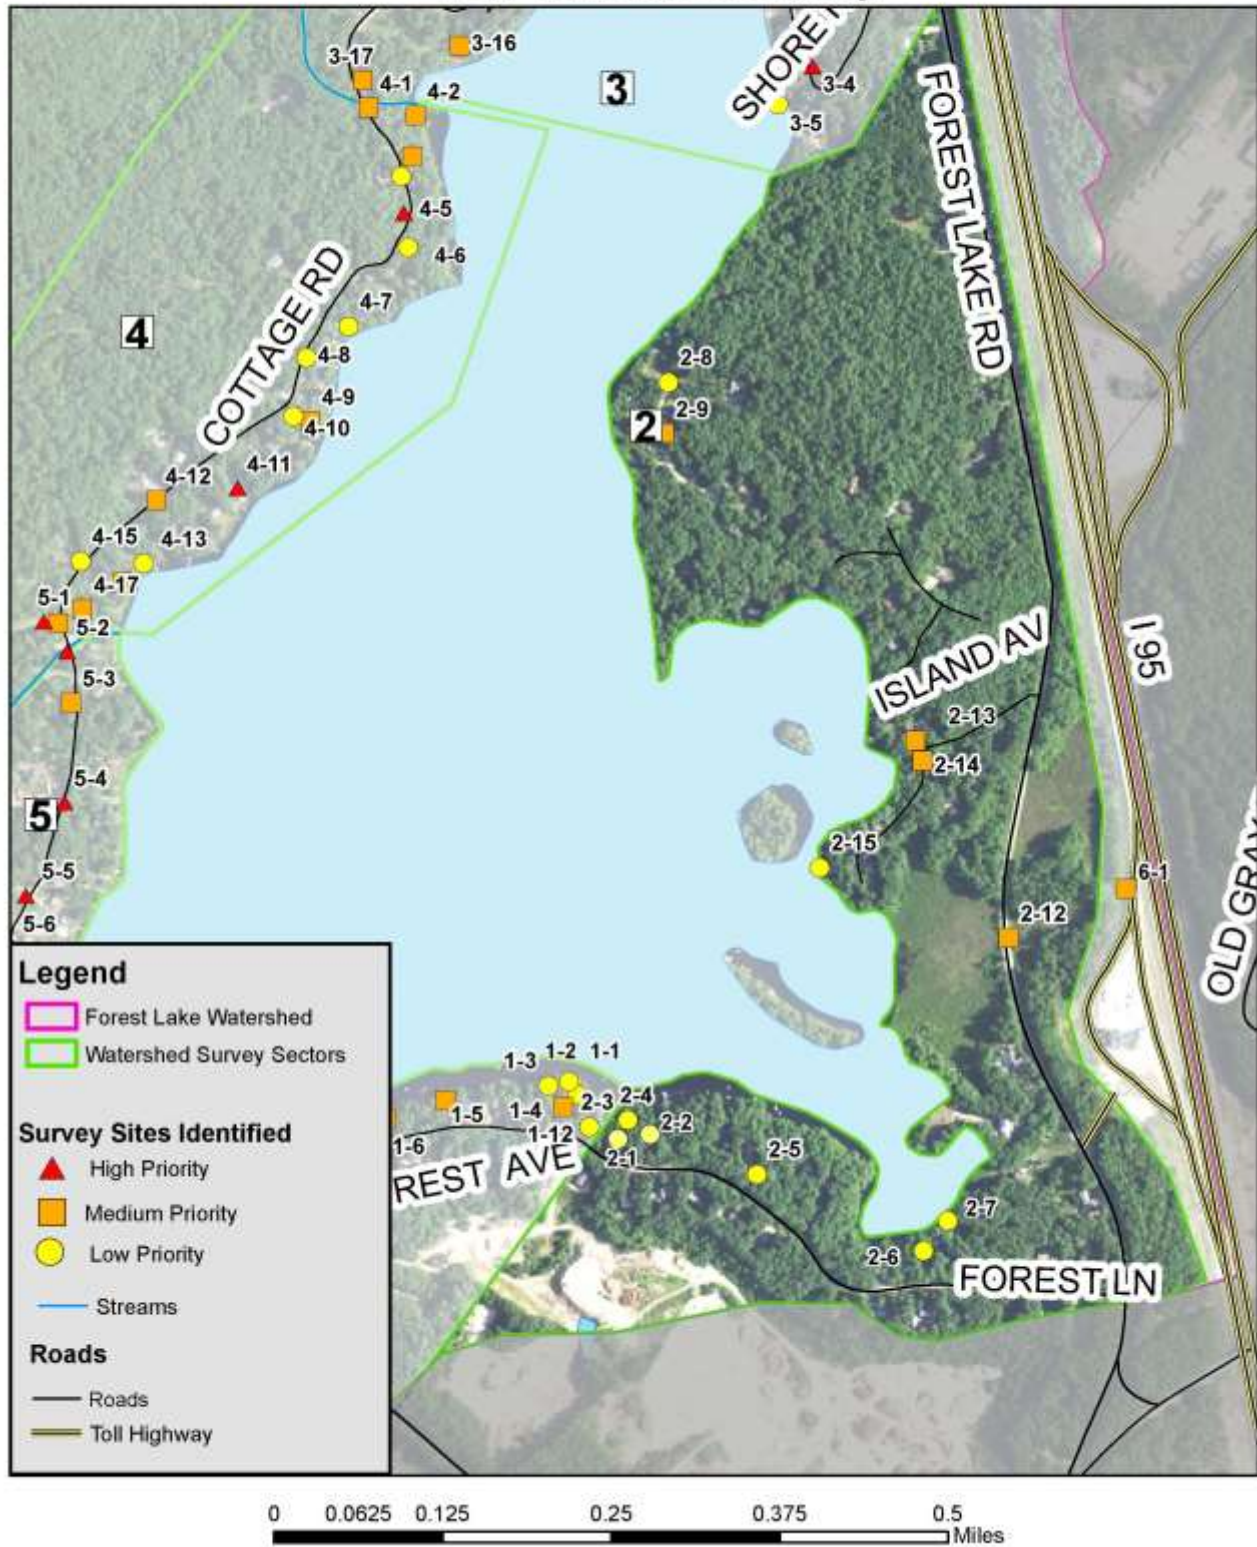 3-16
3-17
4-1
4-2
3
SHORE
3-4
3-5
FOREST LAKE RD
4-5
4-6
COTTAGE RD
4
4-7
4-8
4-9
4-10
4-11
4-12
2-8
2-9
2
4-15
4-13
4-17
5-1
5-2
5-3
I 95
ISLAND AV
2-13
2-14
5-4
5
2-15
5-5
5-6
6-1
2-12
OLD GRAY
1-3
1-2
1-1
1-5
1-4
2-3
2-4
2-2
1-6
1-12
2-1
2-5
REST AVE
2-7
2-6
FOREST LN
Legend
Forest Lake Watershed
Watershed Survey Sectors
Survey Sites Identified
High Priority
Medium Priority
Low Priority
Streams
Roads
Roads
Toll Highway
0 0.0625 0.125 0.25 0.375 0.5
Miles